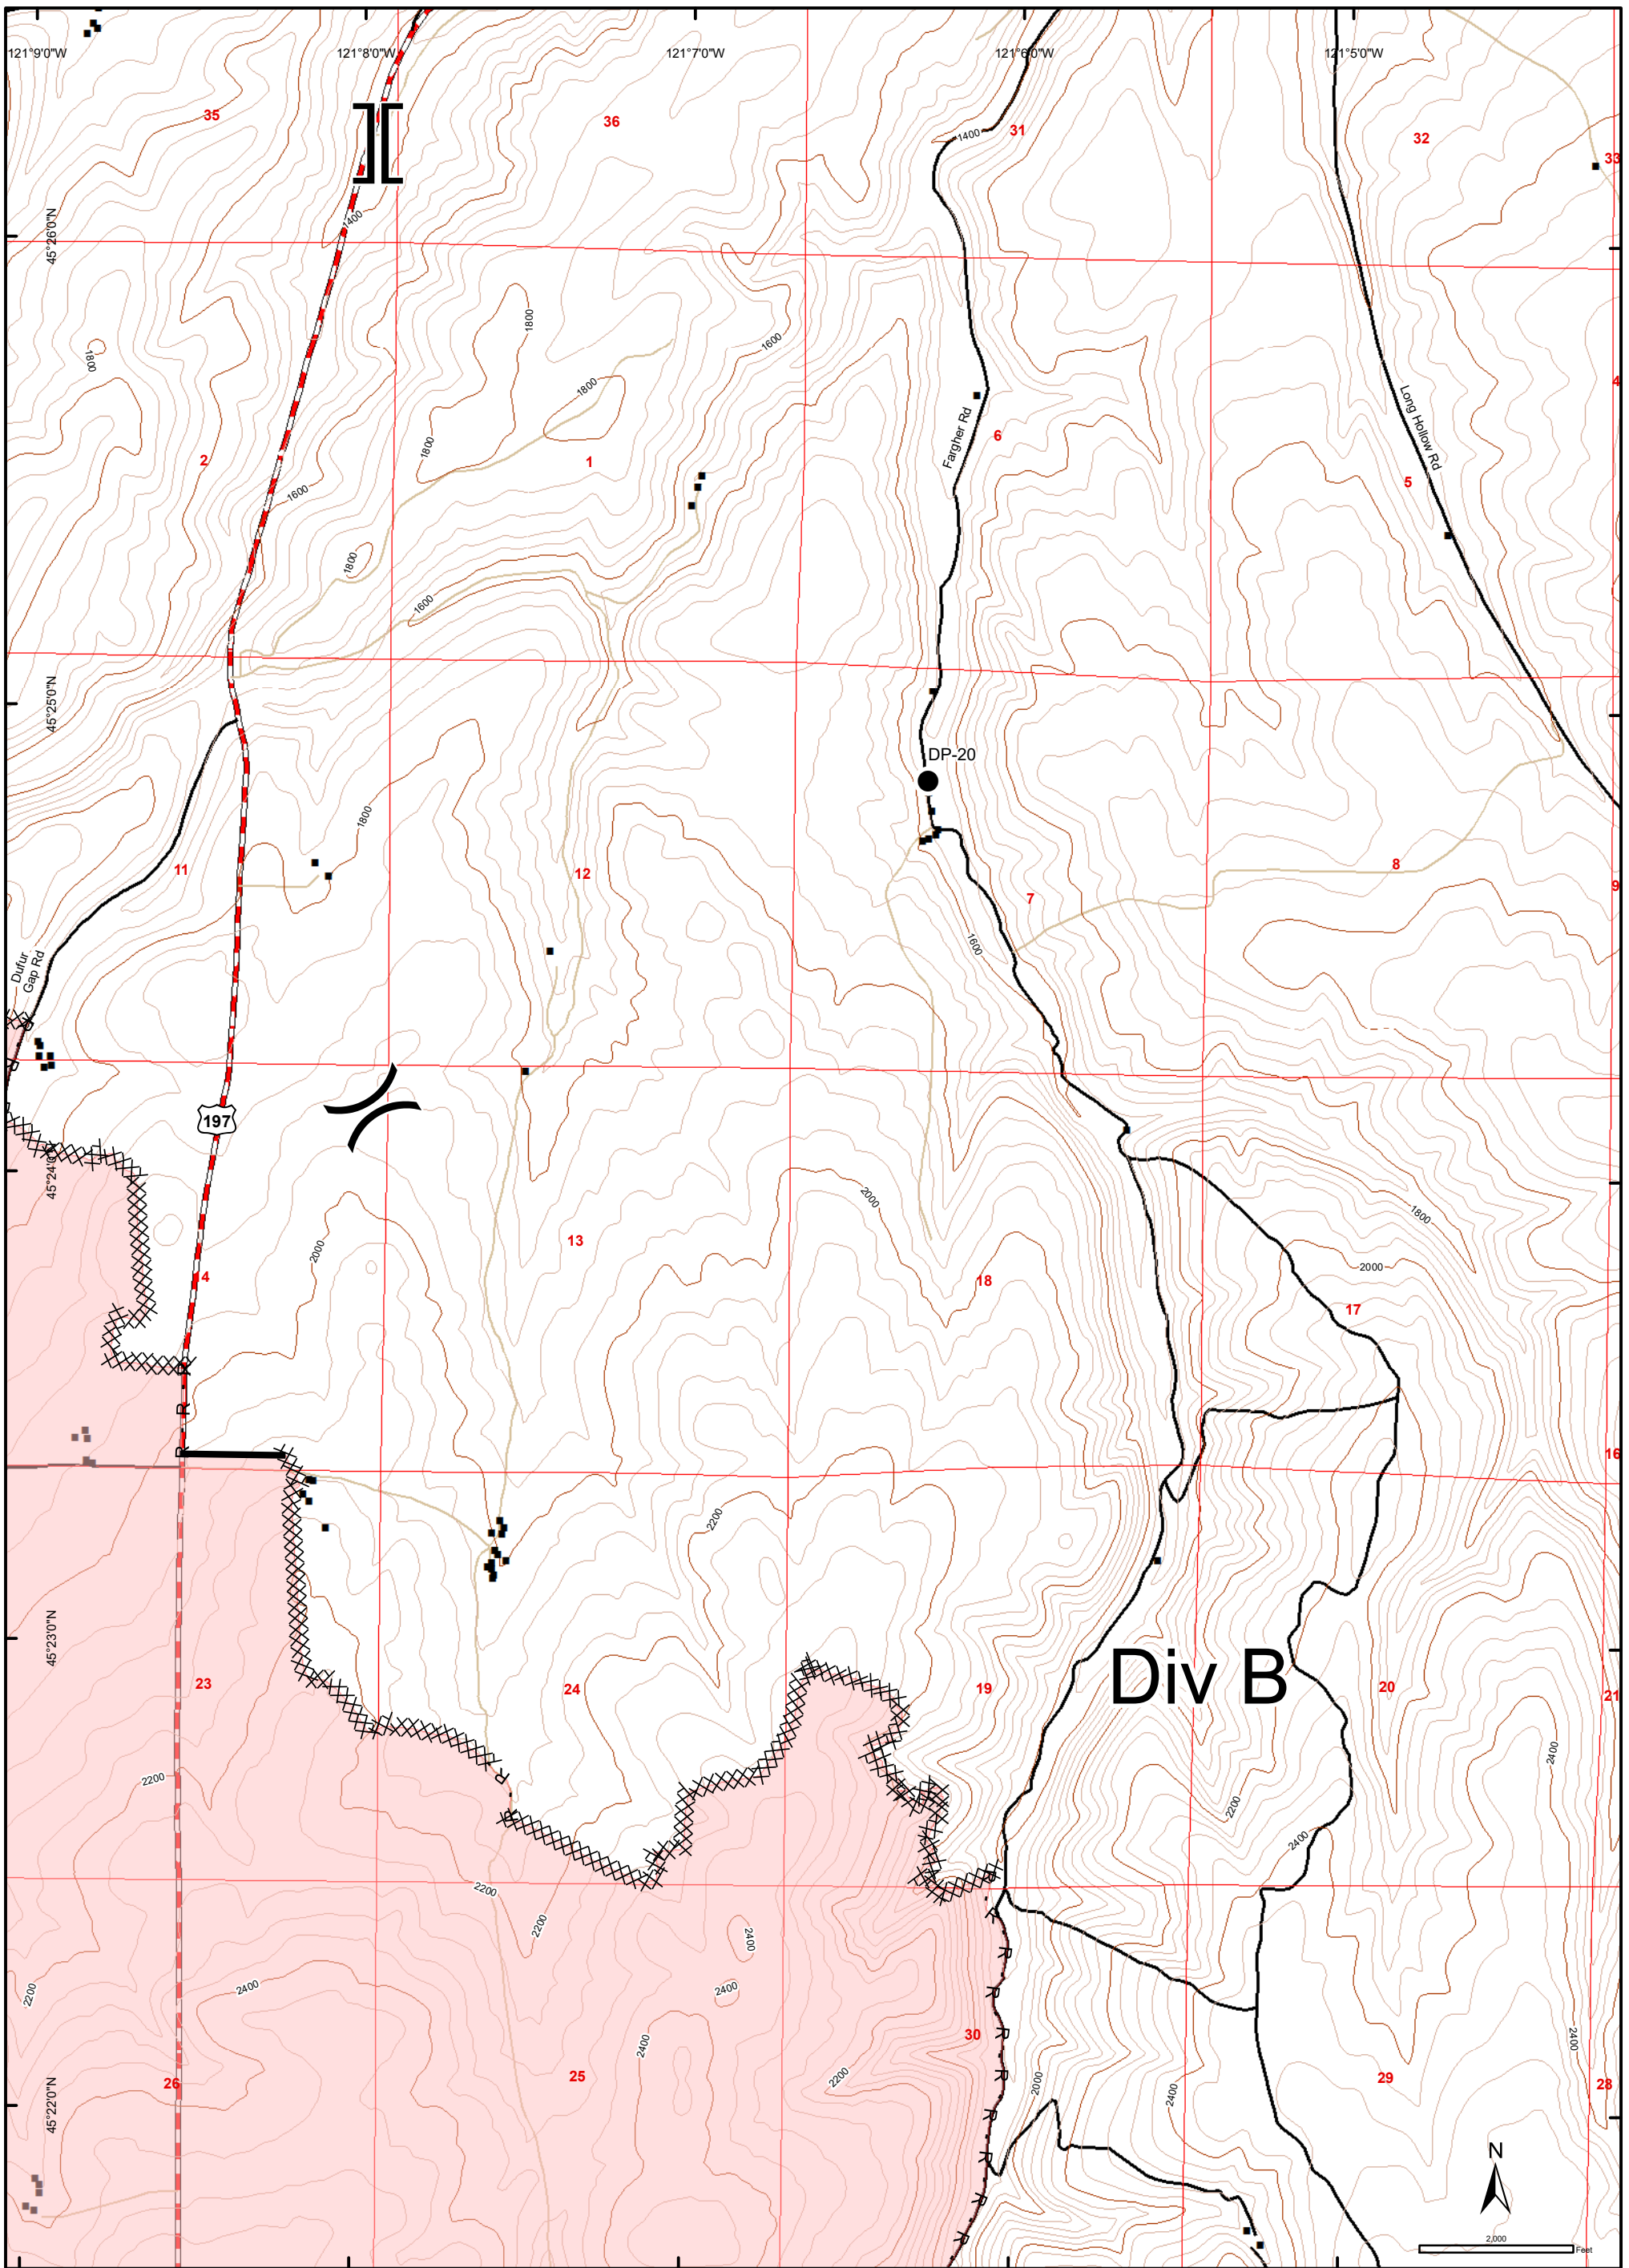 121°9'0"W
121°8'0"W
121°7'0"W
121°6'0"W
121°5'0"W
35
36
31
32
33
1400
1400
45°26'0"N
1800
1800
1600
1800
1800
4
Long Hollow Rd
Fargher Rd
6
2
1
5
1600
1800
1600
45°25'0"N
DP-20
1800
11
12
8
9
7
1600
Dufur
Gap Rd
R
197
45°24'0"N
2000
1800
2000
13
2000
18
4
17
R
R
16
2200
45°23'0"N
Div B
23
24
19
20
21
2200
R
R
2400
2200
2400
R
R
2200
2200
2400
R
2400
2400
R
2200
30
R
2400
2400
R
26
25
2200
2000
2400
29
28
45°22'0"N
R
R
N
R
R
2,000
Feet